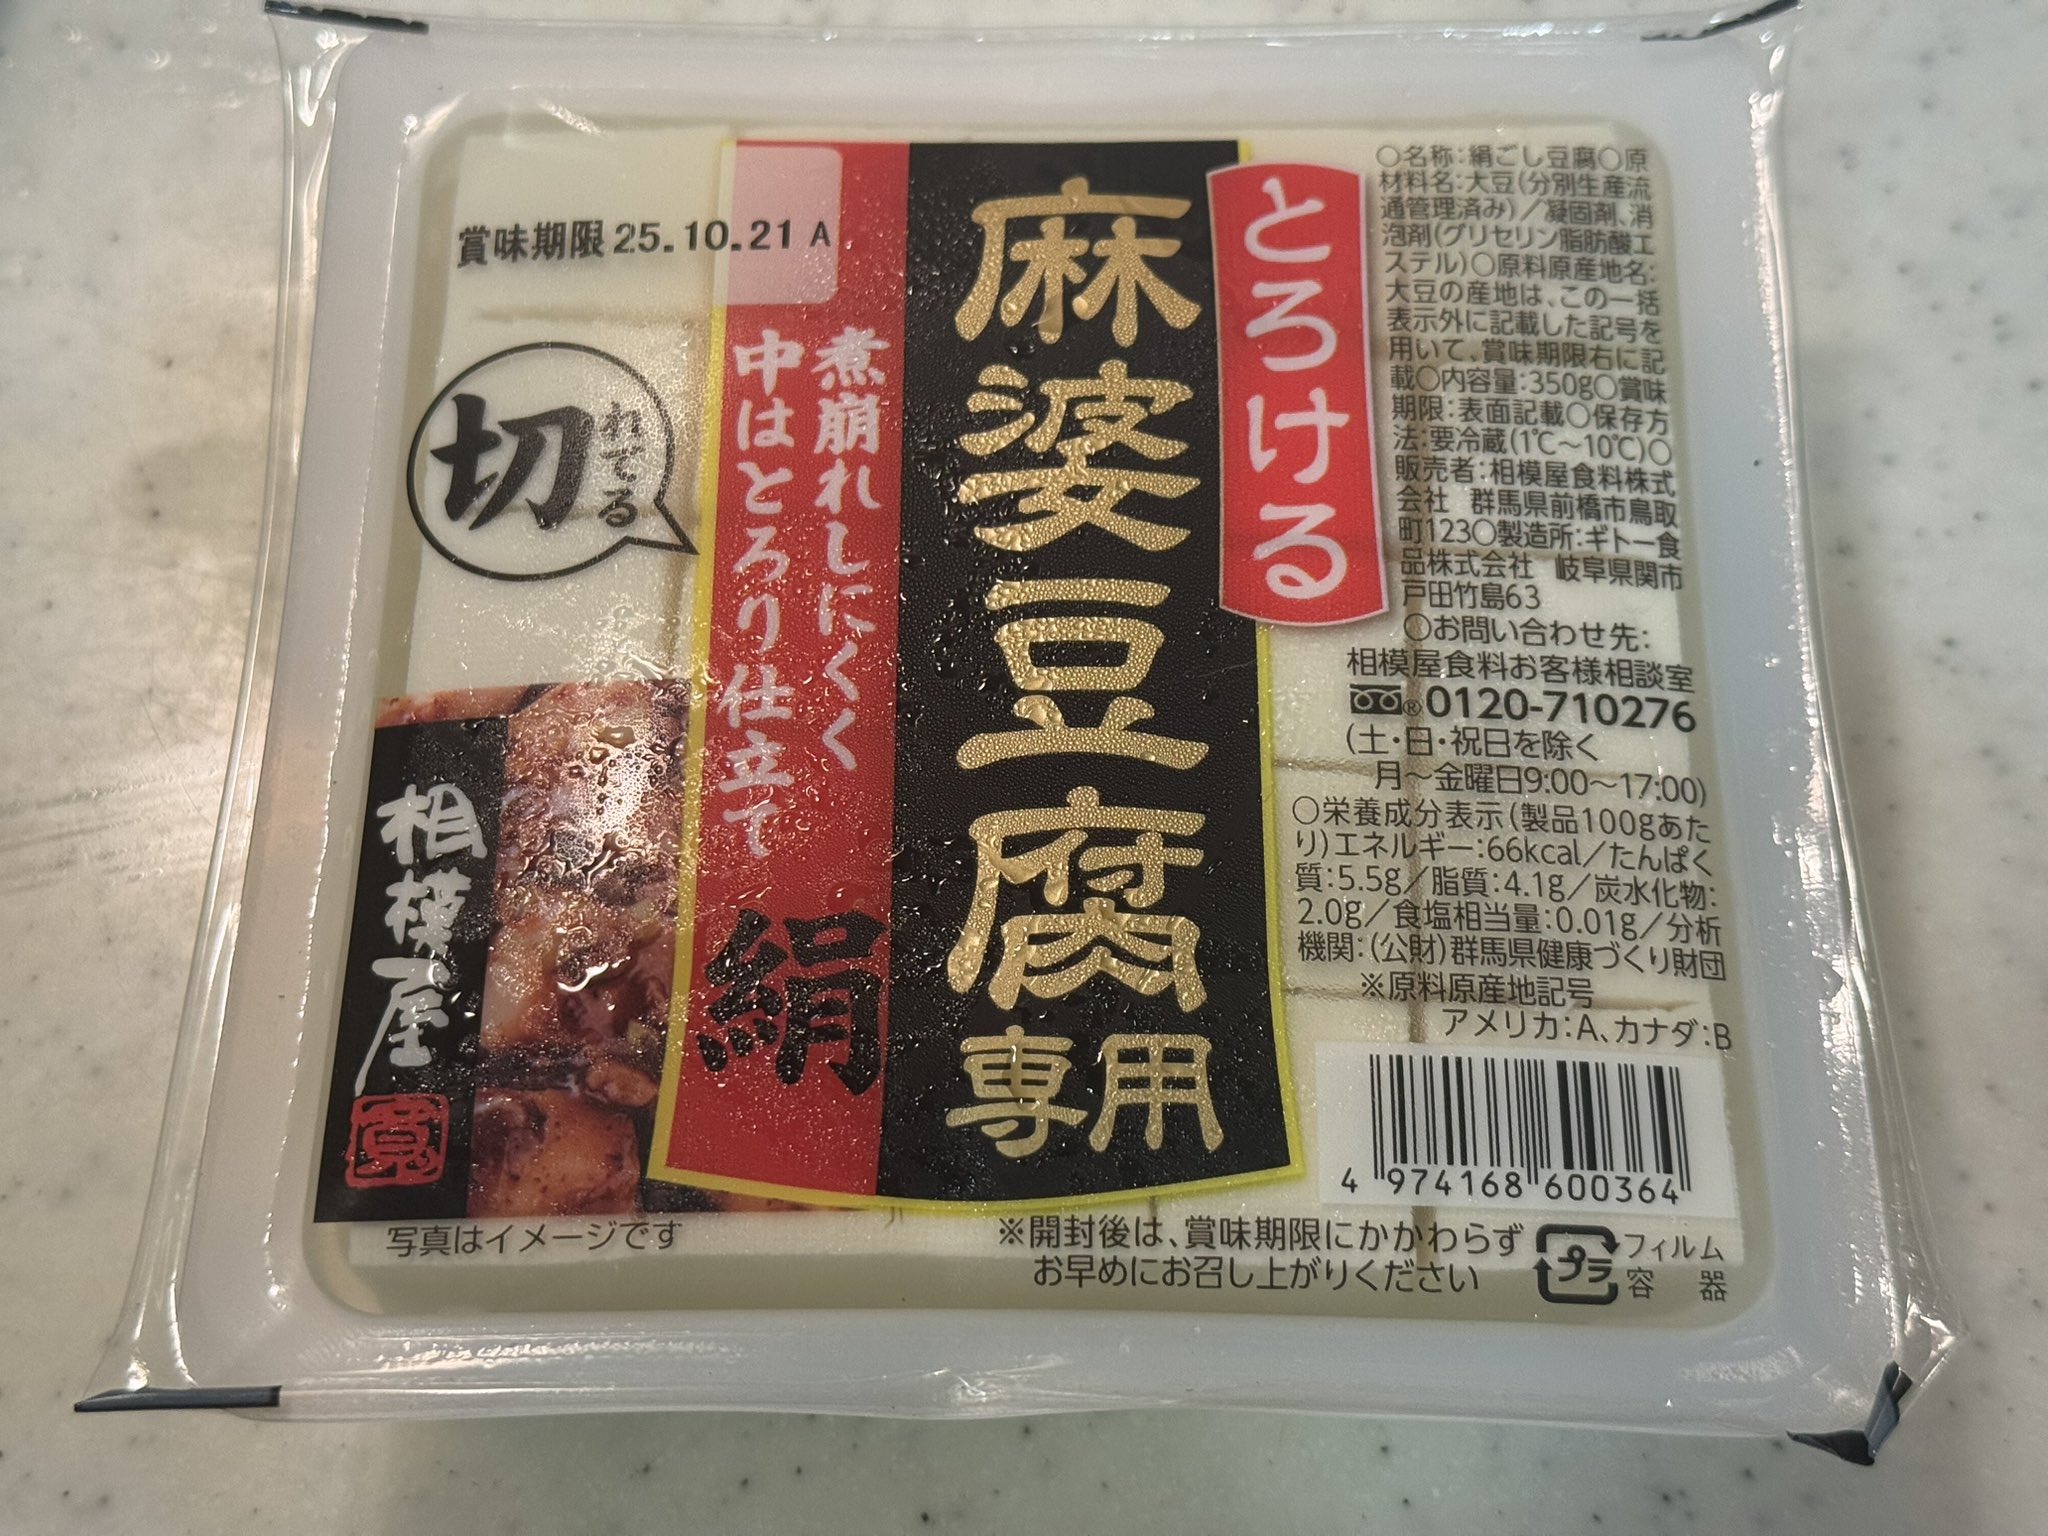 賞味期限 25.10.21 A
とろける
麻婆豆腐専用
煮崩れしにくく
中はとろり仕立て
絹
切れてる
相模屋
写真はイメージです
○名称:絹ごし豆腐○原
材料名:大豆(分別生産流
通管理済み)/凝固剤、消
泡剤(グリセリン脂肪酸エ
ステル)○原料原産地名:
大豆の産地は、この一括
表示外に記載した記号を
用いて、賞味期限右に記
載○内容量:350g○賞味
期限:表面記載○保存方
法:要冷蔵(1℃~10℃)○
販売者:相模屋食料株式
会社 群馬県前橋市鳥取
町123○製造所:ギトー食
品株式会社 岐阜県関市
戸田竹島63
○お問い合わせ先:
相模屋食料お客様相談室
®0120-710276
(土・日・祝日を除く
月~金曜日9:00~17:00)
○栄養成分表示(製品100gあた
り)エネルギー:66kcal/たんぱく
質:5.5g/脂質:4.1g/炭水化物:
2.0g/食塩相当量:0.01g/分析
機関:(公財)群馬県健康づくり財団
※原料原産地記号
アメリカ:A、カナダ:B
4 974168 600364
※開封後は、賞味期限にかかわらず
お早めにお召し上がりください
プラ
フィルム
容器